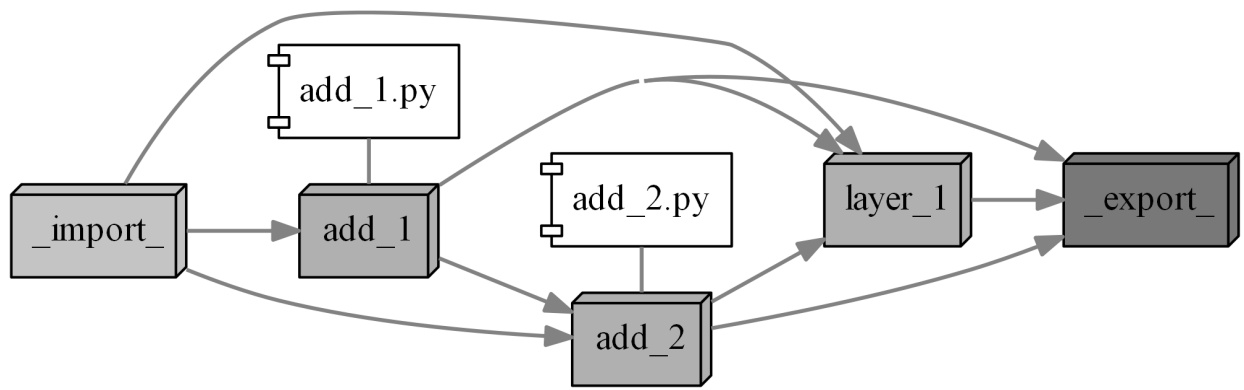 add_1.py
add_2.py
layer_1
_export_
_import_
add_1
add_2